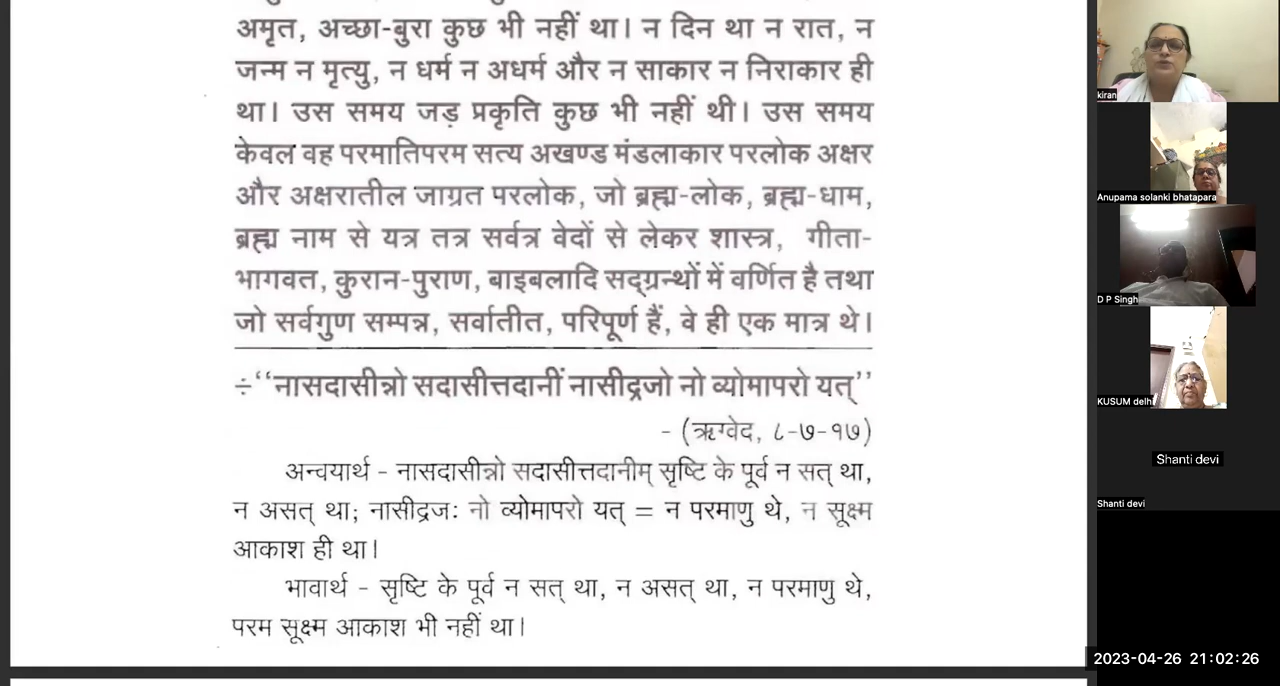 अमृत, अच्छा-बुरा कुछ भी नहीं था। न दिन था न रात, न
जन्म न मृत्यु, न धर्म न अधर्म और न साकार न निराकार ही
था। उस समय जड़ प्रकृति कुछ भी नहीं थी। उस समय
केवल वह परमातिपरम सत्य अखण्ड मंडलाकार परलोक अक्षर
और अक्षरातील जाग्रत परलोक, जो ब्रह्म-लोक, ब्रह्म-धाम,
ब्रह्म नाम से यत्र तत्र सर्वत्र वेदों से लेकर शास्त्र, गीता-
भागवत, कुरान-पुराण, बाइबलादि सद्ग्रन्थों में वर्णित है तथा
जो सर्वगुण सम्पन्न, सर्वातीत, परिपूर्ण हैं, वे ही एक मात्र थे।
÷‘‘नासदासीन्नो सदासीत्तदानीं नासीद्रजो नो व्योमापरो यत्’’
- (ऋग्वेद, ८-७-१७)
अन्वयार्थ - नासदासीन्नो सदासीत्तदानीम् सृष्टि के पूर्व न सत् था,
न असत् था; नासीद्रजः नो व्योमापरो यत् = न परमाणु थे, न सूक्ष्म
आकाश ही था।
भावार्थ - सृष्टि के पूर्व न सत् था, न असत् था, न परमाणु थे,
परम सूक्ष्म आकाश भी नहीं था।
kiran
Anupama solanki bhatapara
D P Singh
KUSUM delhi
Shanti devi
Shanti devi
2023-04-26 21:02:26